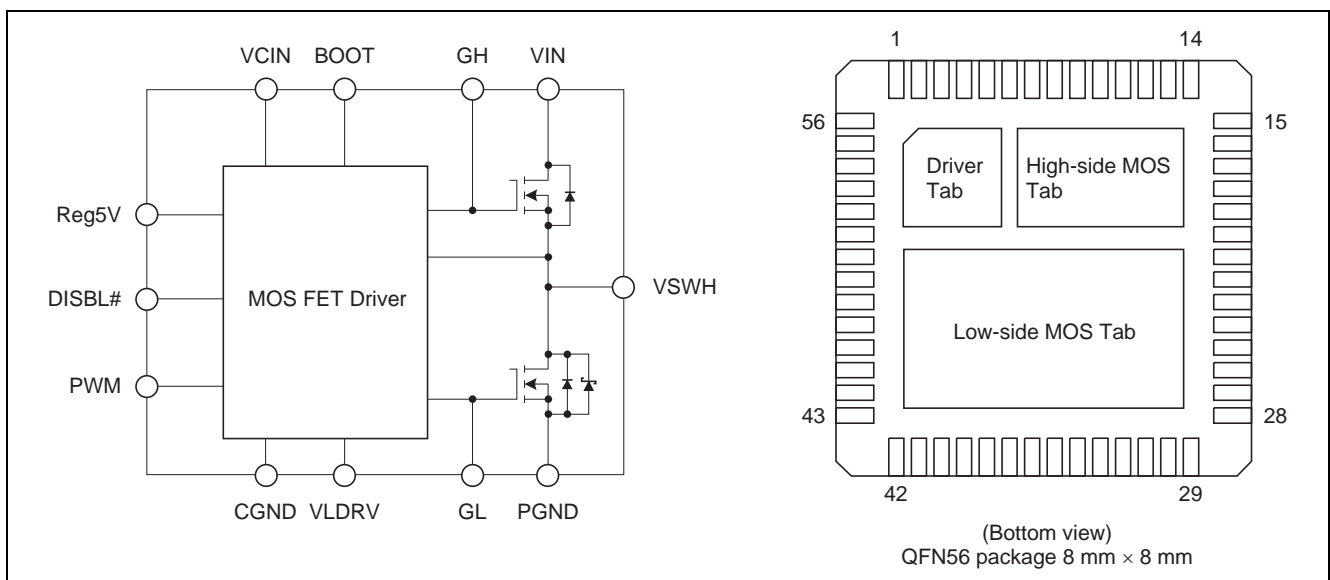 VCIN BOOT GH VIN
Reg5V
DISBL#
PWM
MOS FET Driver
VSWH
CGND VLDRV GL PGND
1 14
56 15
Driver
Tab
High-side MOS
Tab
Low-side MOS Tab
43 28
42 29
(Bottom view)
QFN56 package 8 mm × 8 mm